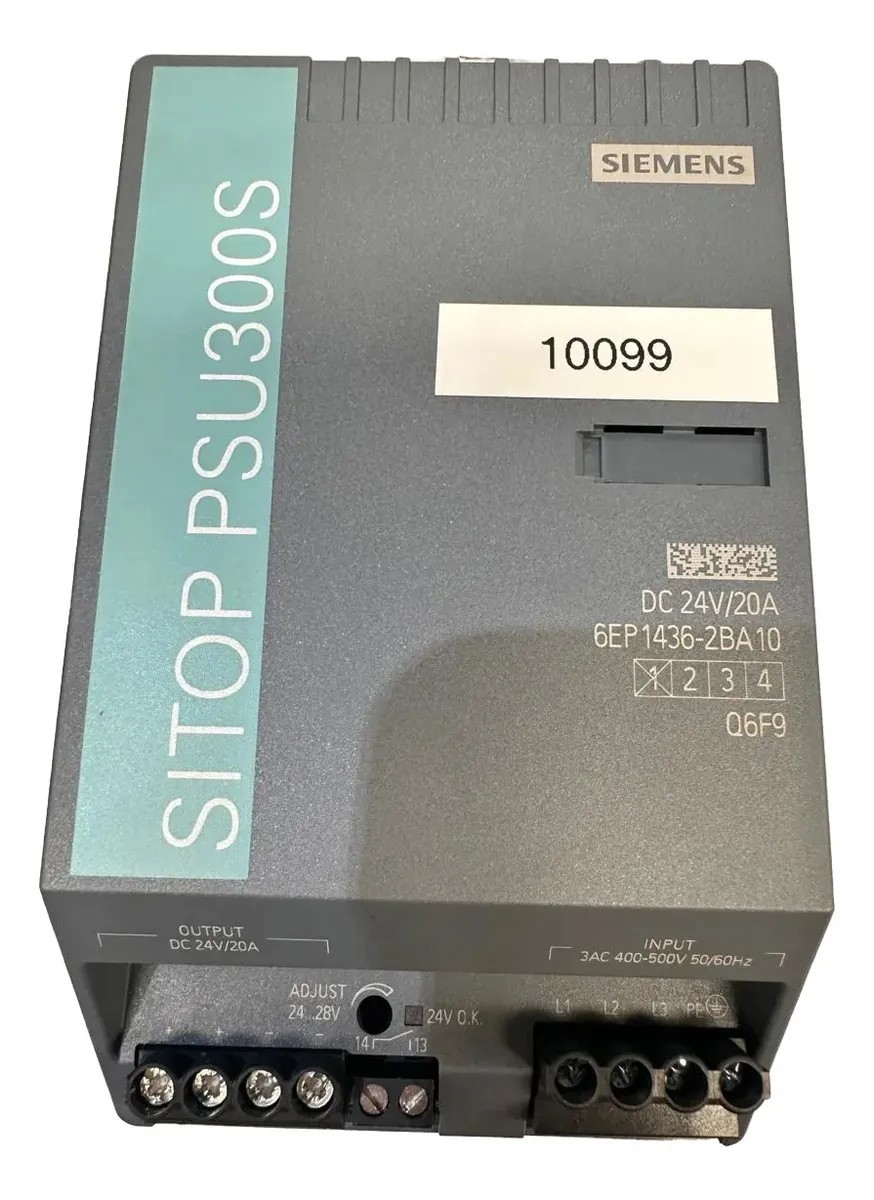 SIEMENS
SITOP PSU300S
10099
DC 24V/20A
6EP1436-2BA10
1 2 3 4
Q6F9
OUTPUT
DC 24V/20A
INPUT
3AC 400-500V 50/60Hz
ADJUST
24...28V
24V O.K.
14 13
L1 L2 L3 PE
+ + - -